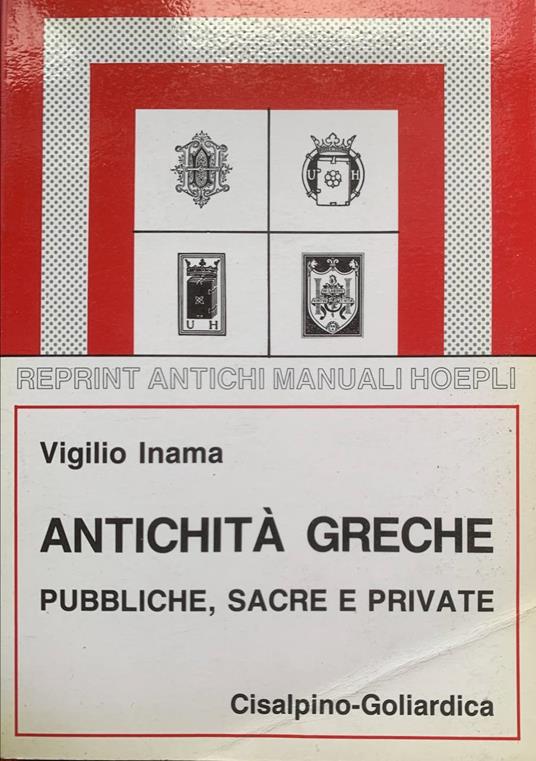 U H
U H
REPRINT ANTICHI MANUALI HOEPLI
Vigilio Inama
ANTICHITÀ GRECHE
PUBBLICHE, SACRE E PRIVATE
Cisalpino-Goliardica